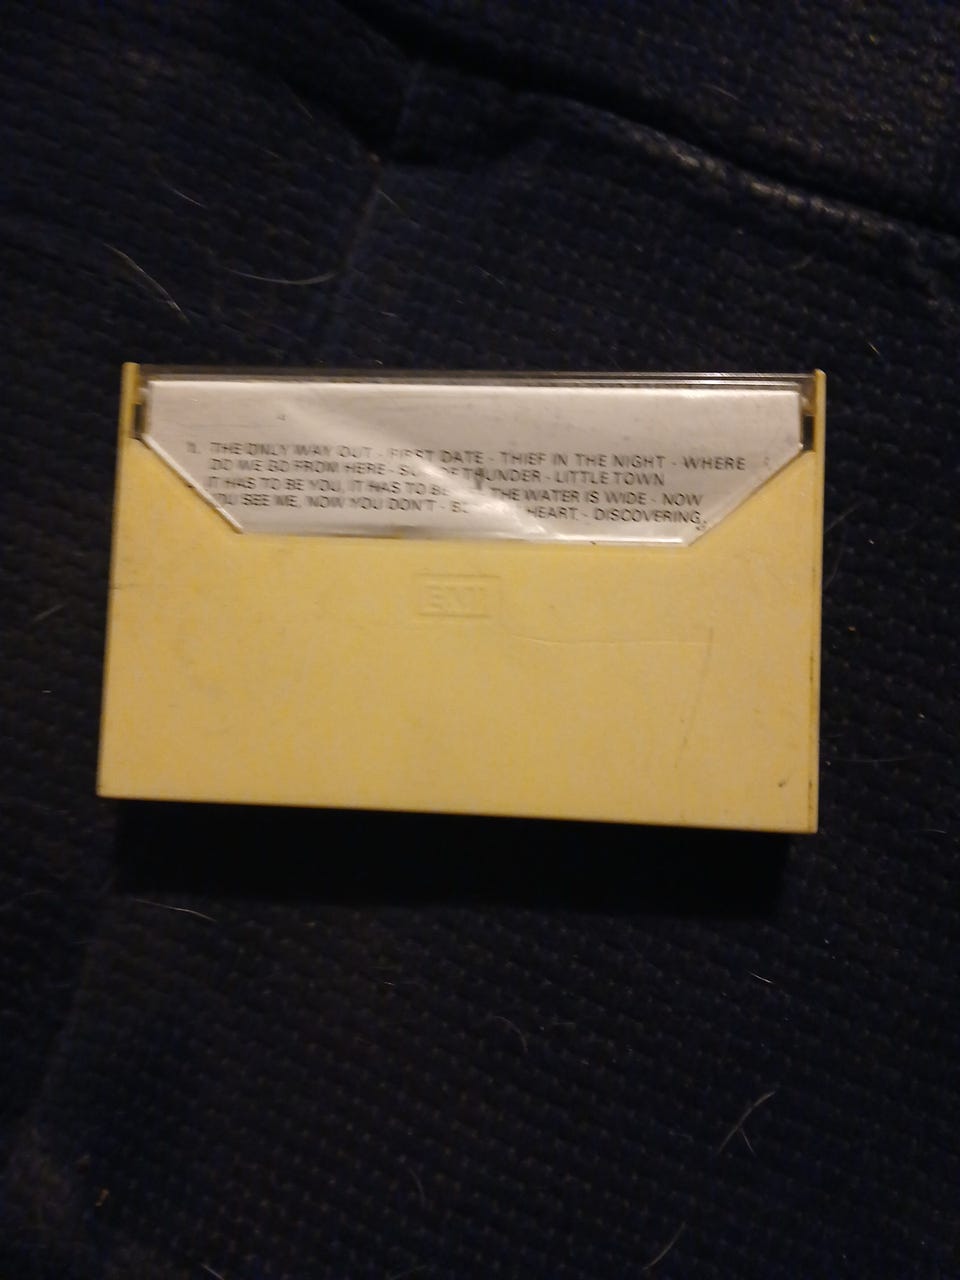 1. THE ONLY WAY OUT - FIRST DATE - THIEF IN THE NIGHT - WHERE
DO WE GO FROM HERE - OF THUNDER - LITTLE TOWN
IT HAS TO BE YOU, IT HAS TO BE THE WATER IS WIDE - NOW
YOU SEE ME, NOW YOU DON'T - HEART. - DISCOVERING.
EMI